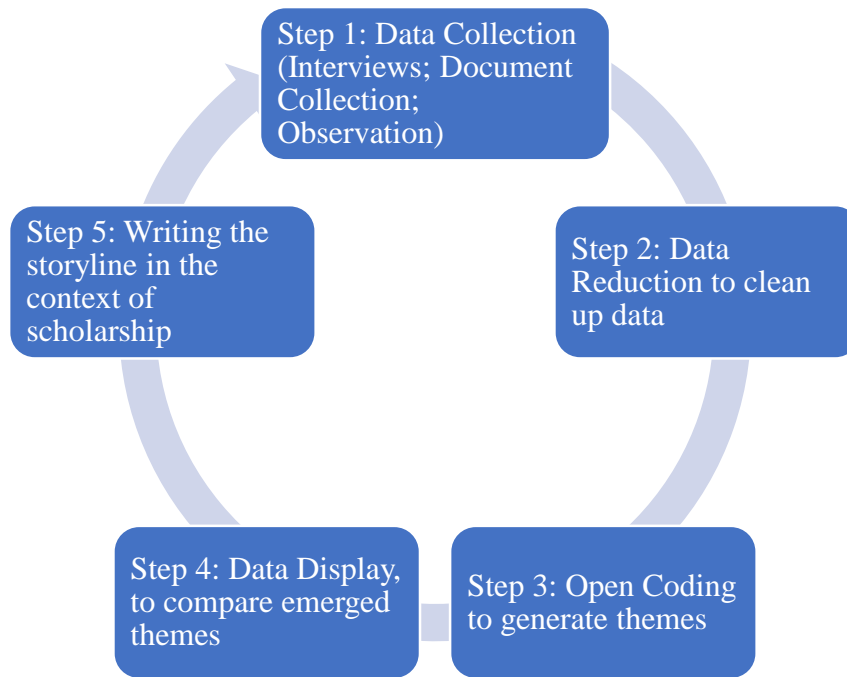 Step 1: Data Collection
(Interviews; Document
Collection;
Observation)
Step 2: Data
Reduction to clean
up data
Step 3: Open Coding
to generate themes
Step 4: Data Display,
to compare emerged
themes
Step 5: Writing the
storyline in the
context of
scholarship